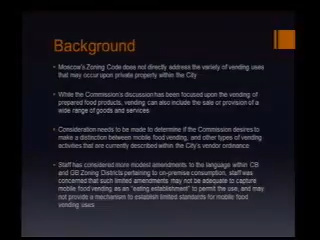 Background
Moscow's Zoning Code does not directly address the variety of vending uses
that may occur upon private property within the City
While the Commission's discussion has been focused upon the vending of
prepared food products, vending can also include the sale or provision of a
wide range of goods and services
Consideration needs to be made to determine if the Commission desires to
make a distinction between mobile food vending, and other types of vending
activities that are currently described within the City's vendor ordinance
Staff has considered more modest amendments to the language within CB
and GB Zoning Districts pertaining to on-premise consumption, staff was
concerned that such limited amendments may not be adequate to capture
mobile food vending as an "eating establishment" to permit the use, and may
not provide a mechanism to establish limited standards for mobile food
vending uses